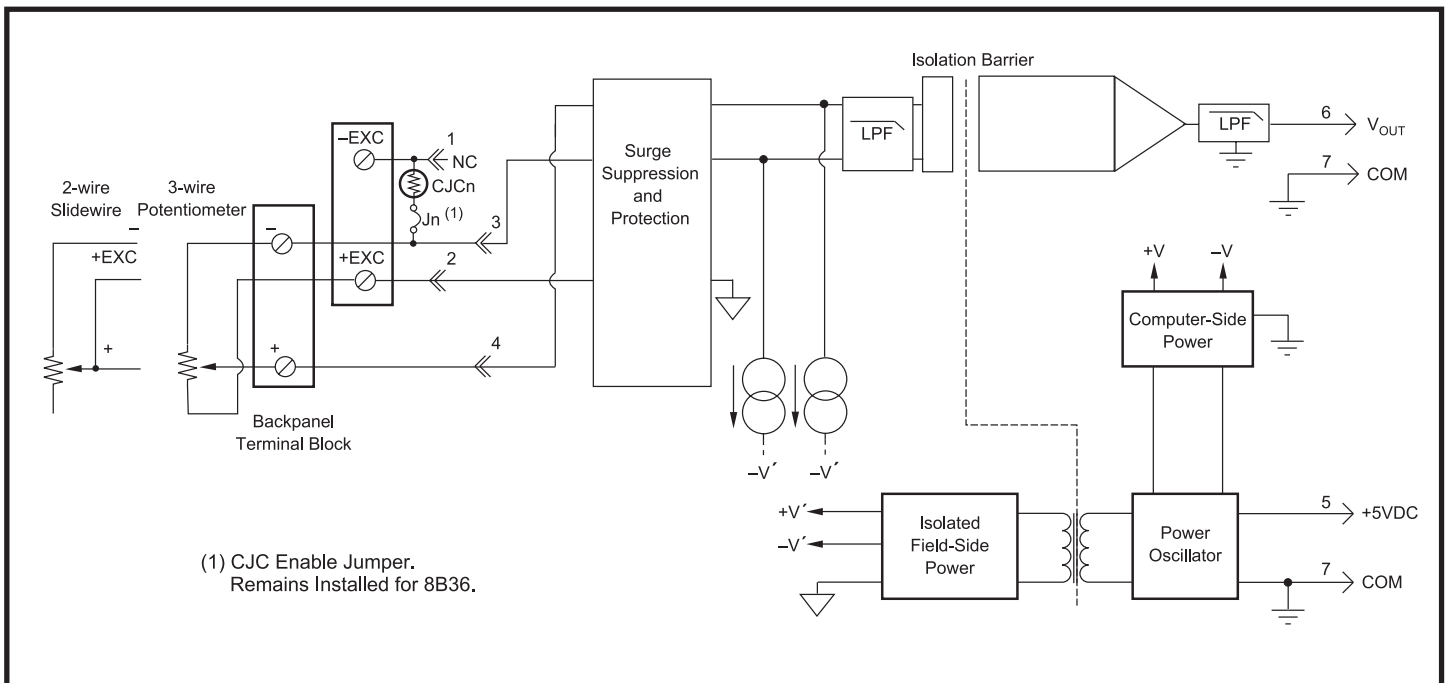 Isolation Barrier
–EXC
1
NC
CJCn
Jn (1)
2-wire
Slidewire
3-wire
Potentiometer
–
+EXC
+
–
+EXC
+
3
2
4
Backpanel
Terminal Block
Surge
Suppression
and
Protection
LPF
LPF
6
VOUT
7
COM
–V´
–V´
+V
–V
Computer-Side
Power
+V´
–V´
Isolated
Field-Side
Power
Power
Oscillator
5
+5VDC
7
COM
(1) CJC Enable Jumper.
Remains Installed for 8B36.